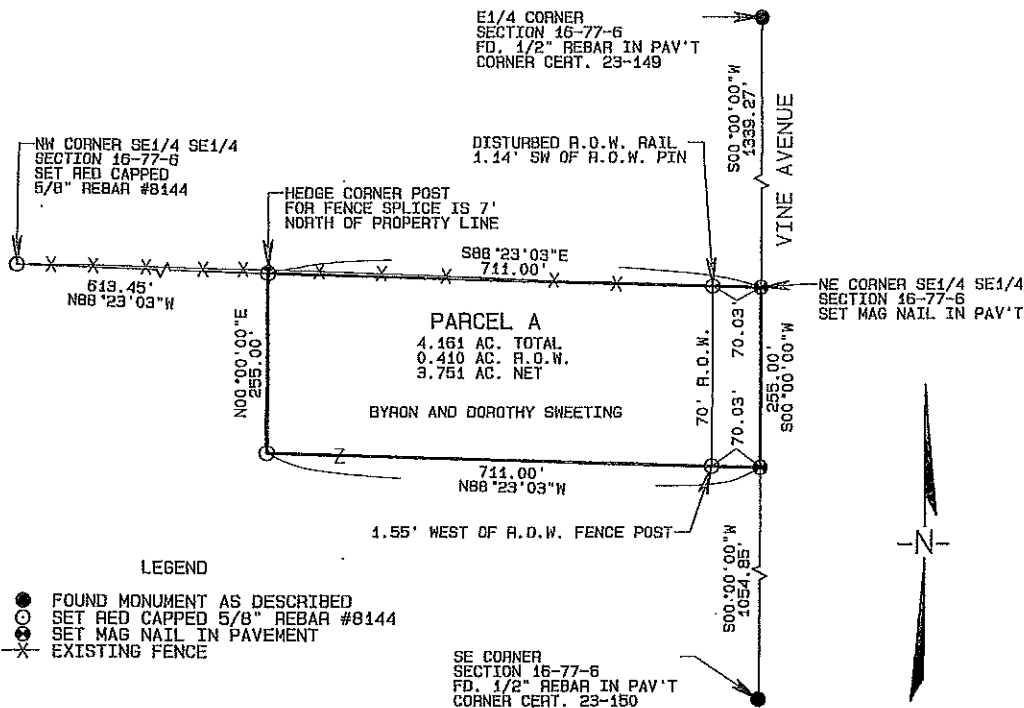 E1/4 CORNER
SECTION 16-77-6
FD. 1/2" REBAR IN PAV'T
CORNER CERT. 23-149
S00°00'00"W
1339.27'
VINE AVENUE
NW CORNER SE1/4 SE1/4
SECTION 16-77-6
SET RED CAPPED
5/8" REBAR #8144
DISTURBED R.O.W. RAIL
1.14' SW OF R.O.W. PIN
HEDGE CORNER POST
FOR FENCE SPLICE IS 7'
NORTH OF PROPERTY LINE
S88°23'03"E
711.00'
613.45'
N88°23'03"W
NE CORNER SE1/4 SE1/4
SECTION 16-77-6
SET MAG NAIL IN PAV'T
PARCEL A
4.161 AC. TOTAL
0.410 AC. R.O.W.
3.751 AC. NET
BYRON AND DOROTHY SWEETING
N00°00'00"E
255.00'
70' R.O.W.
70.03'
70.03'
255.00'
S00°00'00"W
Z
711.00'
N88°23'03"W
1.55' WEST OF R.O.W. FENCE POST
S00°00'00"W
1054.85'
-N-
LEGEND
FOUND MONUMENT AS DESCRIBED
SET RED CAPPED 5/8" REBAR #8144
SET MAG NAIL IN PAVEMENT
EXISTING FENCE
SE CORNER
SECTION 16-77-6
FD. 1/2" REBAR IN PAV'T
CORNER CERT. 23-150